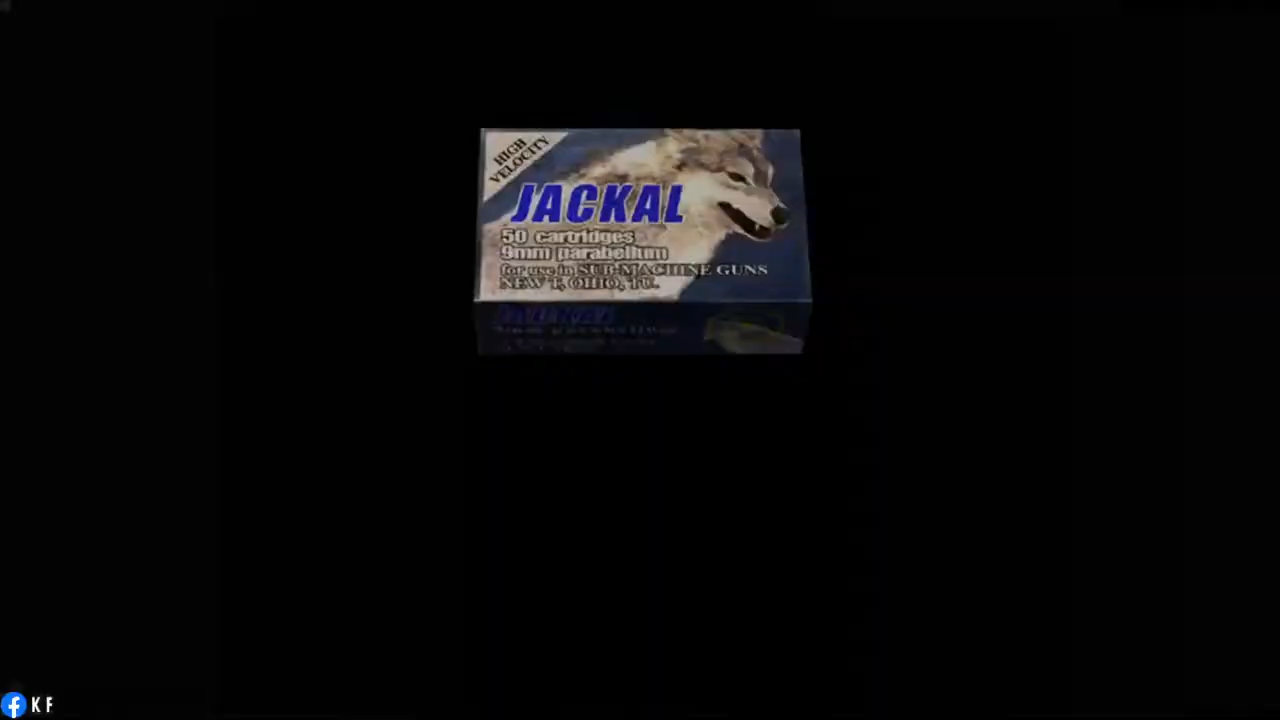 HIGH
VELOCITY
JACKAL
50 cartridges
9mm parabellum
for use in SUB-MACHINE GUNS
NEW T, OHIO, TU.
K F